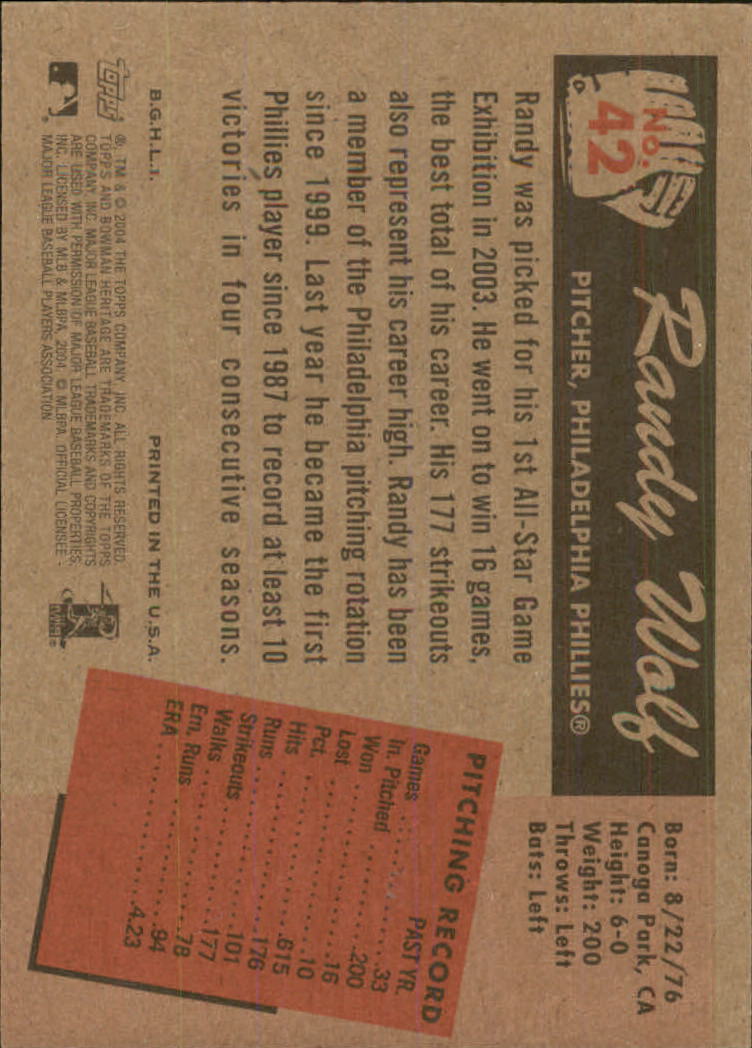 No.
42
Randy Wolf
PITCHER, PHILADELPHIA PHILLIES®
Born: 8/22/76
Canoga Park, CA
Height: 6-0
Weight: 200
Throws: Left
Bats: Left
Randy was picked for his 1st All-Star Game
Exhibition in 2003. He went on to win 16 games,
the best total of his career. His 177 strikeouts
also represent his career high. Randy has been
a member of the Philadelphia pitching rotation
since 1999. Last year he became the first
Phillies player since 1987 to record at least 10
victories in four consecutive seasons.
PITCHING RECORD
PAST YR.
Games ..........33
In. Pitched ..........200
Won ..........16
Lost ..........10
Pct. ..........615
Hits ..........176
Runs ..........101
Strikeouts ..........177
Walks ..........78
Ern. Runs ..........94
ERA ..........4.23
B.G.H.L.I.
PRINTED IN THE U.S.A.
Topps
®, TM & © 2004 THE TOPPS COMPANY, INC. ALL RIGHTS RESERVED.
TOPPS AND BOWMAN HERITAGE ARE TRADEMARKS OF THE TOPPS
COMPANY, INC. MAJOR LEAGUE BASEBALL TRADEMARKS AND COPYRIGHTS
ARE USED WITH PERMISSION OF MAJOR LEAGUE BASEBALL PROPERTIES,
INC. LICENSED BY MLB & MLBPA, 2004. © MLBPA. OFFICIAL LICENSEE -
MAJOR LEAGUE BASEBALL PLAYERS ASSOCIATION